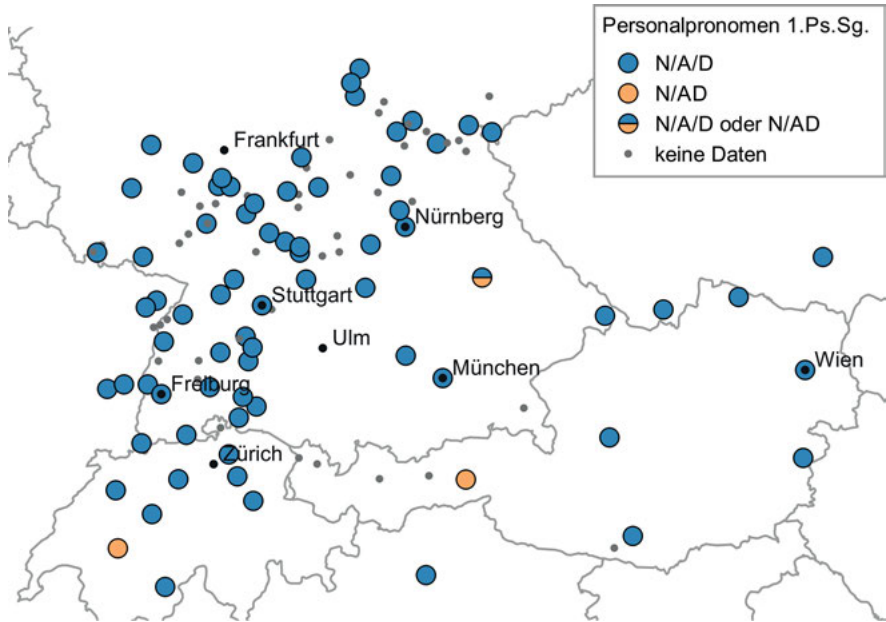 Personalpronomen 1.Ps.Sg.
N/A/D
N/AD
N/A/D oder N/AD
keine Daten
Frankfurt
Nürnberg
Stuttgart
Ulm
München
Wien
Freiburg
Zürich